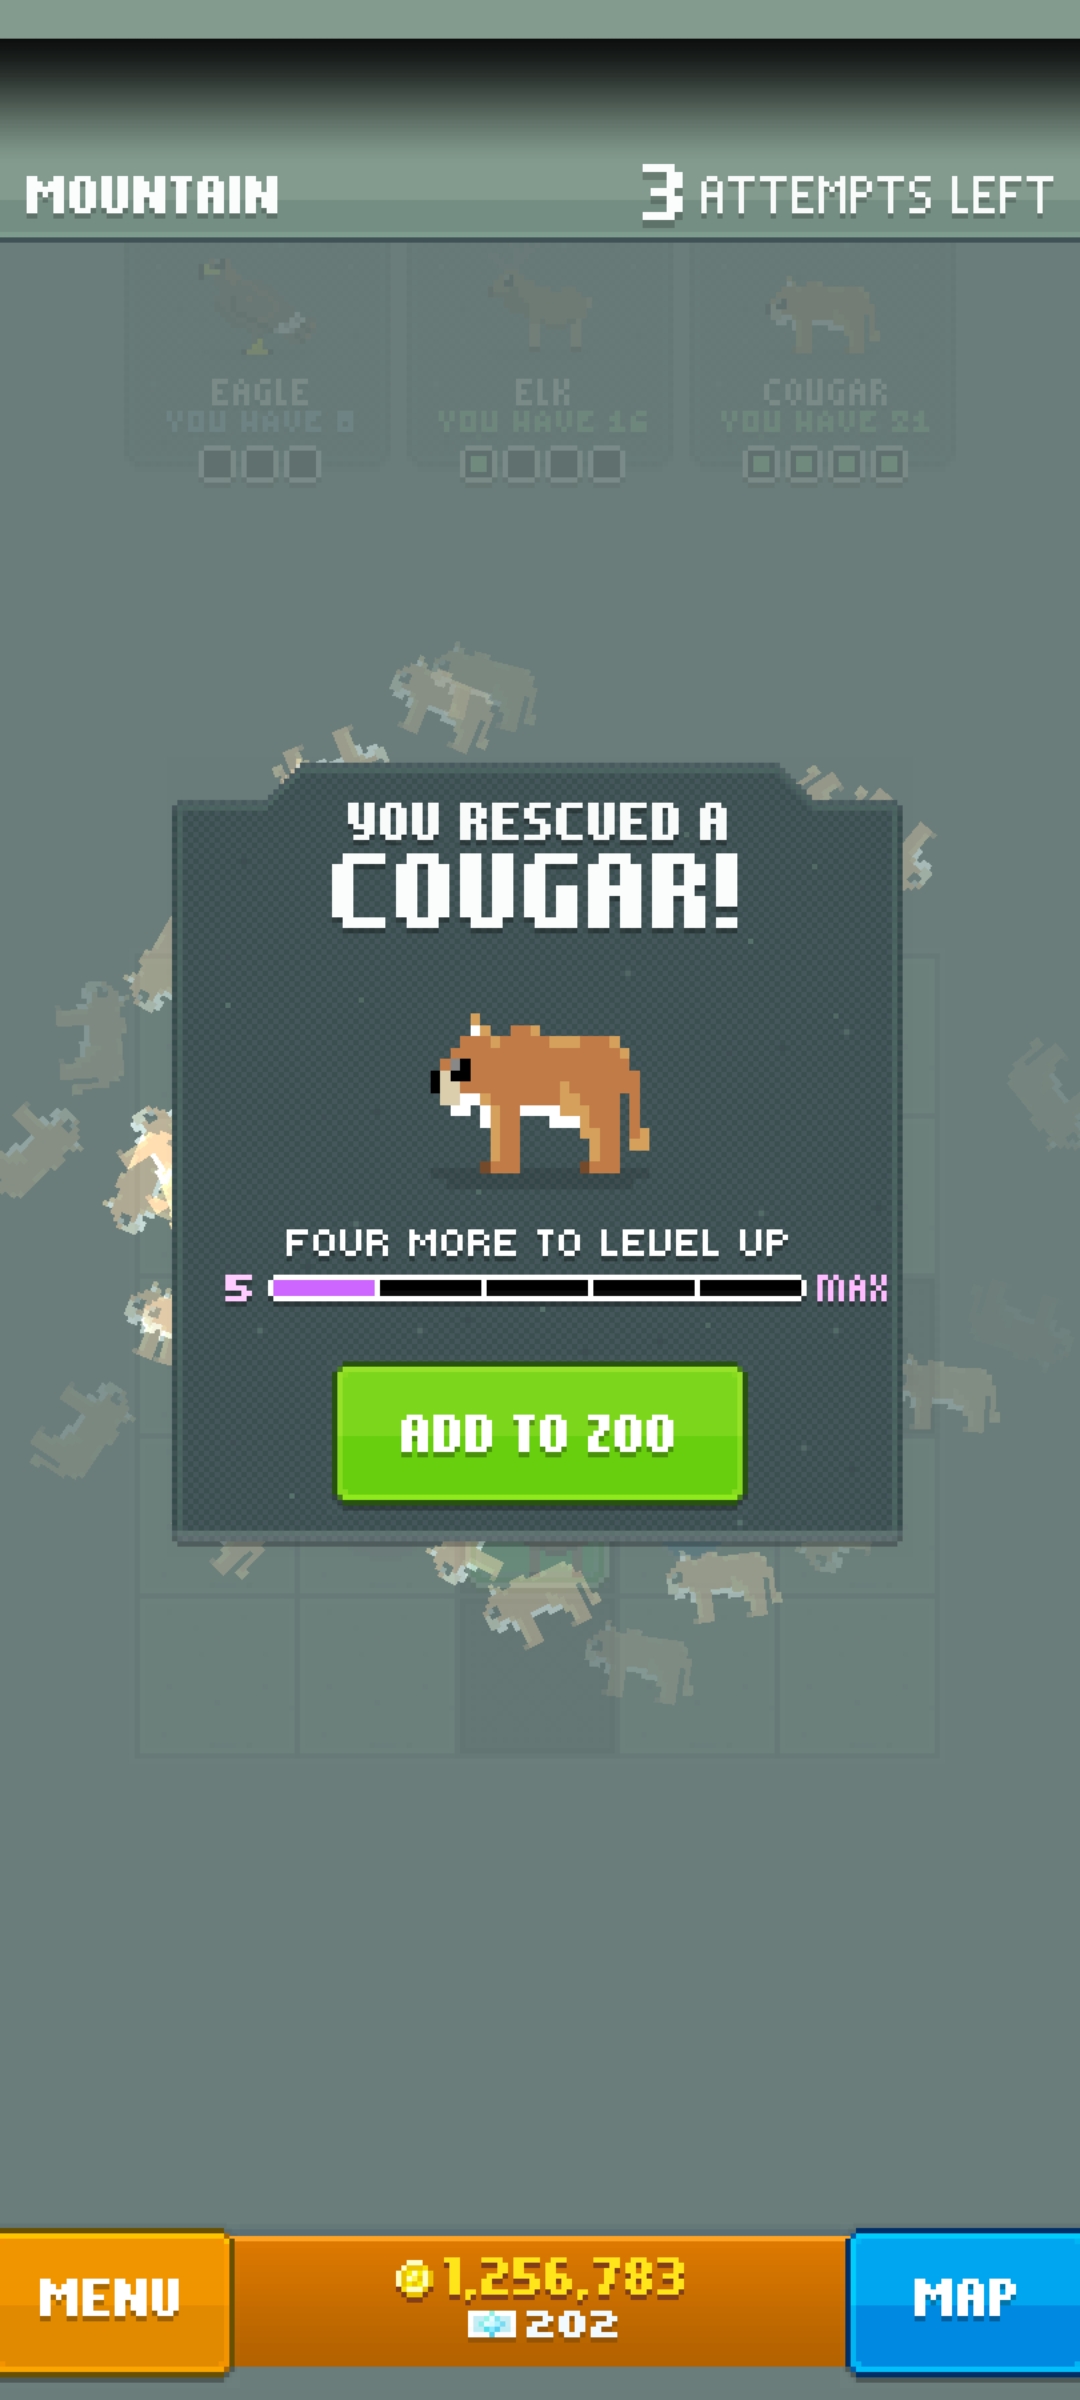 MOUNTAIN
3 ATTEMPTS LEFT
EAGLE
ELK
COUGAR
YOU HAVE 8
YOU HAVE 16
YOU HAVE 21
YOU RESCUED A
COUGAR!
FOUR MORE TO LEVEL UP
5
MAX
ADD TO ZOO
MENU
1,256,783
202
MAP